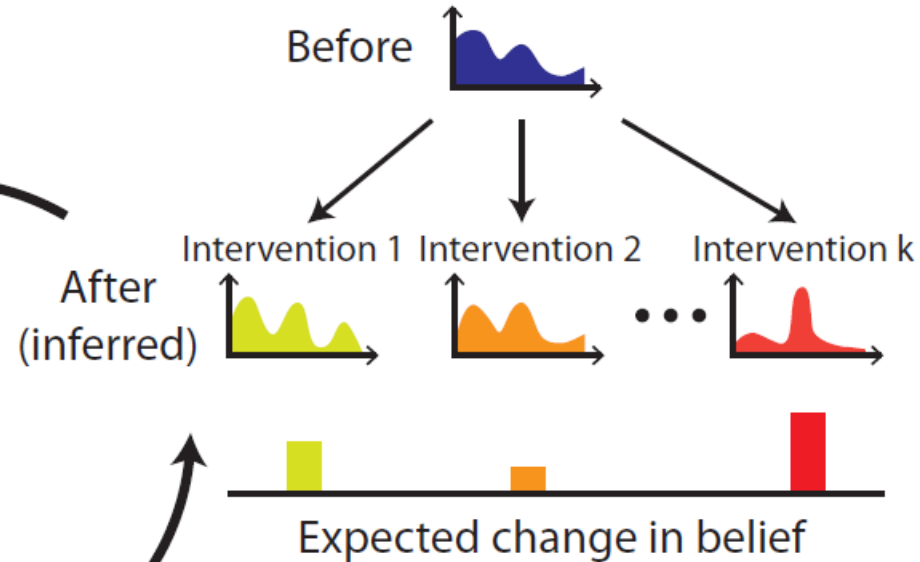 Before
Intervention 1
Intervention 2
Intervention k
After
(inferred)
Expected change in belief